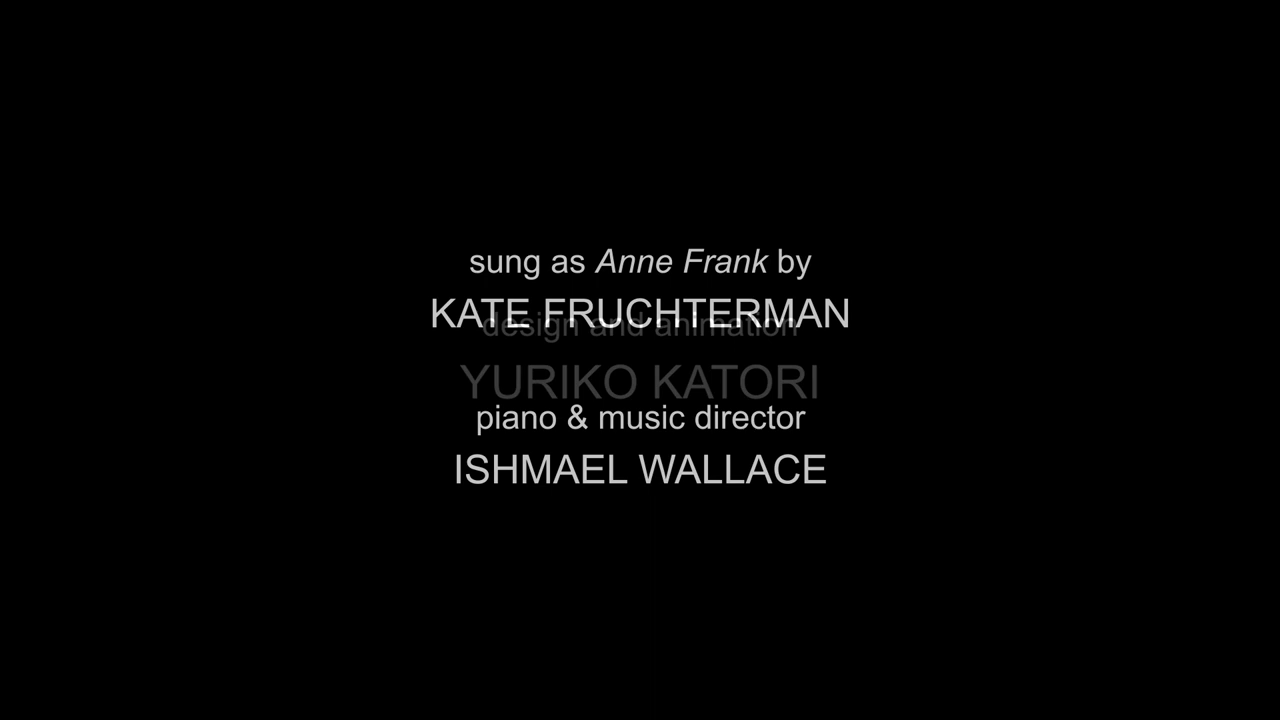 sung as Anne Frank by
KATE FRUCHTERMAN
design and animation
YURIKO KATORI
piano & music director
ISHMAEL WALLACE